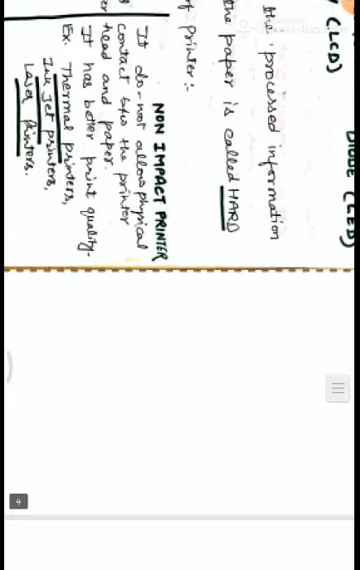 (LCD)
DIODE (LED)
the processed information
the paper is called HARD
of printer:-
NON IMPACT PRINTER
It do-not allow physical
contact b/w the printer
head and paper.
It has better print quality.
Ex. Thermal printers,
Ink Jet printers,
Laser Printers.
4